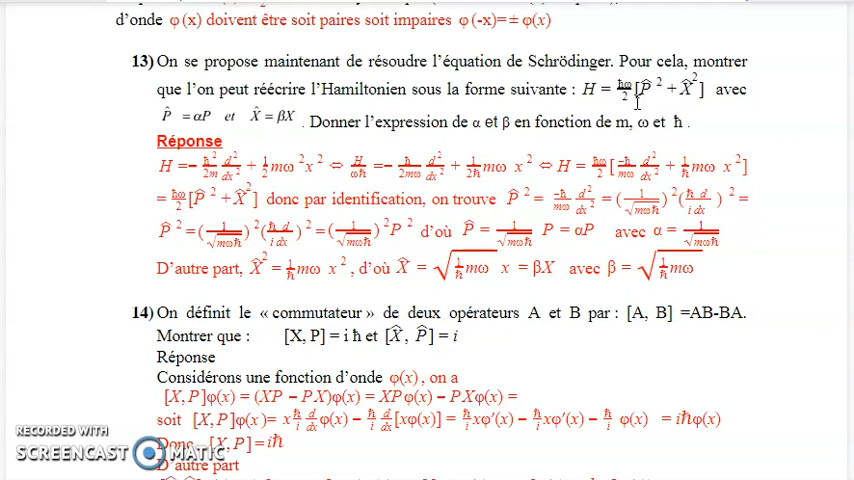 d'onde φ(x) doivent être soit paires soit impaires φ(-x)=± φ(x)
13) On se propose maintenant de résoudre l'équation de Schrödinger. Pour cela, montrer
que l'on peut réécrire l'Hamiltonien sous la forme suivante : H = ħω/2 [P̂ ² + X̂²] avec
P̂ = αP et X̂ = βX . Donner l'expression de α et β en fonction de m, ω et ħ .
Réponse
H = − ħ²/2m d²/dx² + 1/2 mω²x² ⇔ H/ωħ = − ħ/2mω d²/dx² + 1/2ħ mω x² ⇔ H = ħω/2 [−ħ/mω d²/dx² + 1/ħ mω x²]
= ħω/2 [P̂ ² + X̂²] donc par identification, on trouve P̂ ² = −ħ/mω d²/dx² = (1/√mωħ)²(ħ d/i dx)² =
P̂ ² = (1/√mωħ)²(ħ d/i dx)² = (1/√mωħ)²P ² d'où P̂ = 1/√mωħ P = αP avec α = 1/√mωħ
D'autre part, X̂² = 1/ħ mω x², d'où X̂ = √(1/ħ mω) x = βX avec β = √(1/ħ mω)
14) On définit le « commutateur » de deux opérateurs A et B par : [A, B] =AB-BA.
Montrer que : [X, P] = i ħ et [X̂, P̂] = i
Réponse
Considérons une fonction d'onde φ(x), on a
[X, P]φ(x) = (XP − PX)φ(x) = XPφ(x) − PXφ(x) =
soit [X, P]φ(x) = x ħ/i d/dx φ(x) − ħ/i d/dx [xφ(x)] = ħ/i xφ′(x) − ħ/i xφ′(x) − ħ/i φ(x) = iħφ(x)
RECORDED WITH
Donc [X, P] = iħ
SCREENCAST MATIC
D'autre part